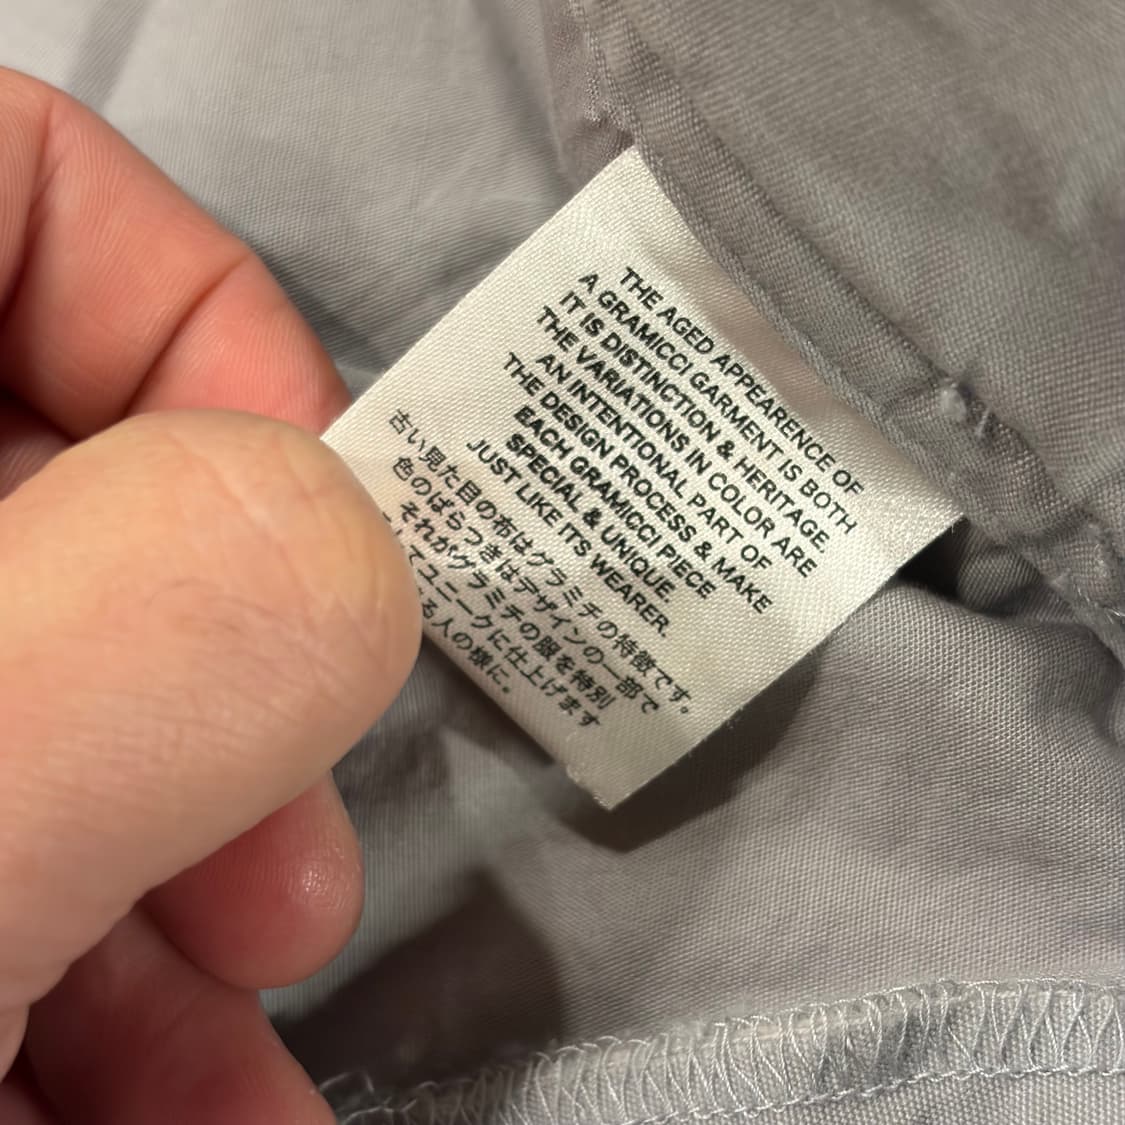 THE AGED APPEARENCE OF
A GRAMICCI GARMENT IS BOTH
IT IS DISTINCTION & HERITAGE.
THE VARIATIONS IN COLOR ARE
AN INTENTIONAL PART OF
THE DESIGN PROCESS & MAKE
EACH GRAMICCI PIECE
SPECIAL & UNIQUE.
JUST LIKE ITS WEARER.
古い見た目の布はグラミチの特徴です。
色のばらつきはデザインの一部で
それがグラミチの服を特別
てユニークに仕上げます
る人の様に。